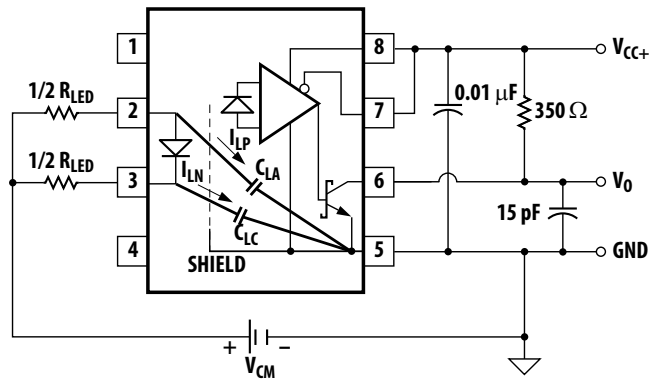 1
8
V_CC+
1/2 R_LED
0.01 µF
350 Ω
2
7
I_LP
1/2 R_LED
I_LN
C_LA
3
6
V_O
15 pF
C_LC
4
SHIELD
5
GND
+
V_CM
–